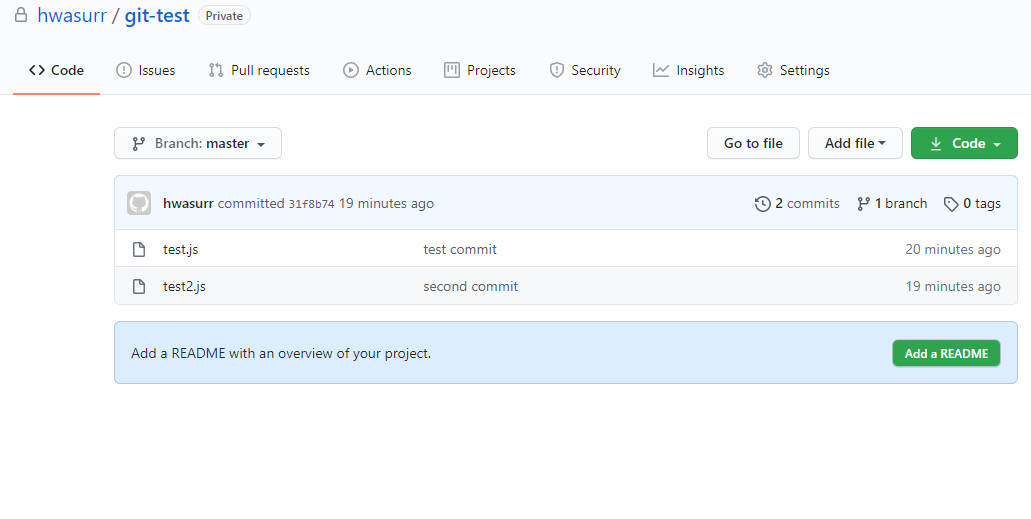 hwasurr / git-test Private
Code Issues Pull requests Actions Projects Security Insights Settings
Branch: master Go to file Add file Code
hwasurr committed 31f8b74 19 minutes ago 2 commits 1 branch 0 tags
test.js test commit 20 minutes ago
test2.js second commit 19 minutes ago
Add a README with an overview of your project. Add a README